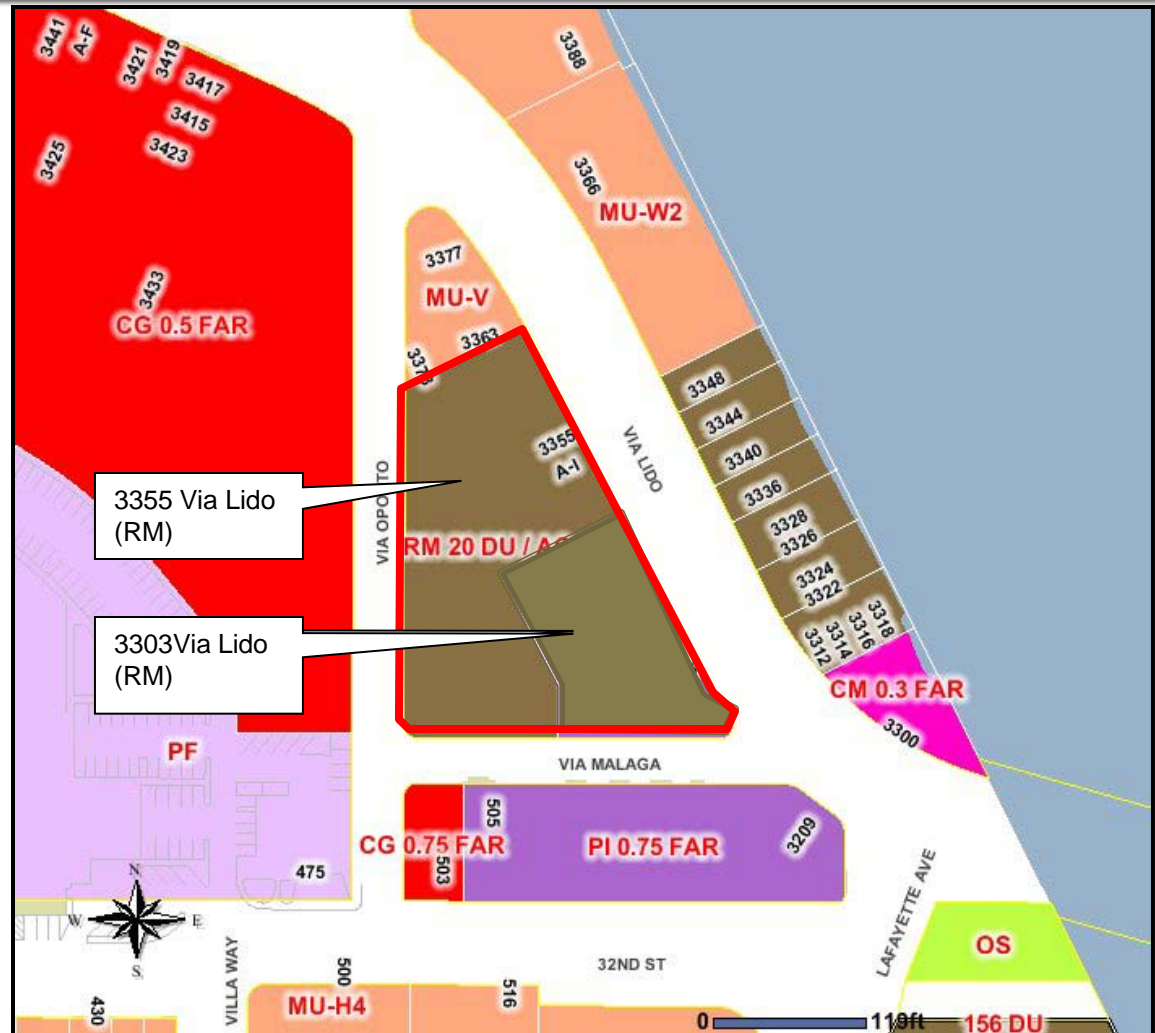 3441
A-F
3421
3419
3417
3415
3423
3425
3433
CG 0.5 FAR
3388
3366
MU-W2
3377
MU-V
3363
3355
A-I
VIA LIDO
VIA OPORTO
3348
3344
3340
3336
3328
3326
3324
3322
3318
3316
3314
3312
3355 Via Lido
(RM)
RM 20 DU / AC
3303Via Lido
(RM)
CM 0.3 FAR
3300
PF
VIA MALAGA
505
CG 0.75 FAR
503
PI 0.75 FAR
3209
475
N
W E
S
LAFAYETTE AVE
OS
VILLA WAY
32ND ST
430
500
MU-H4
516
0 119ft
156 DU